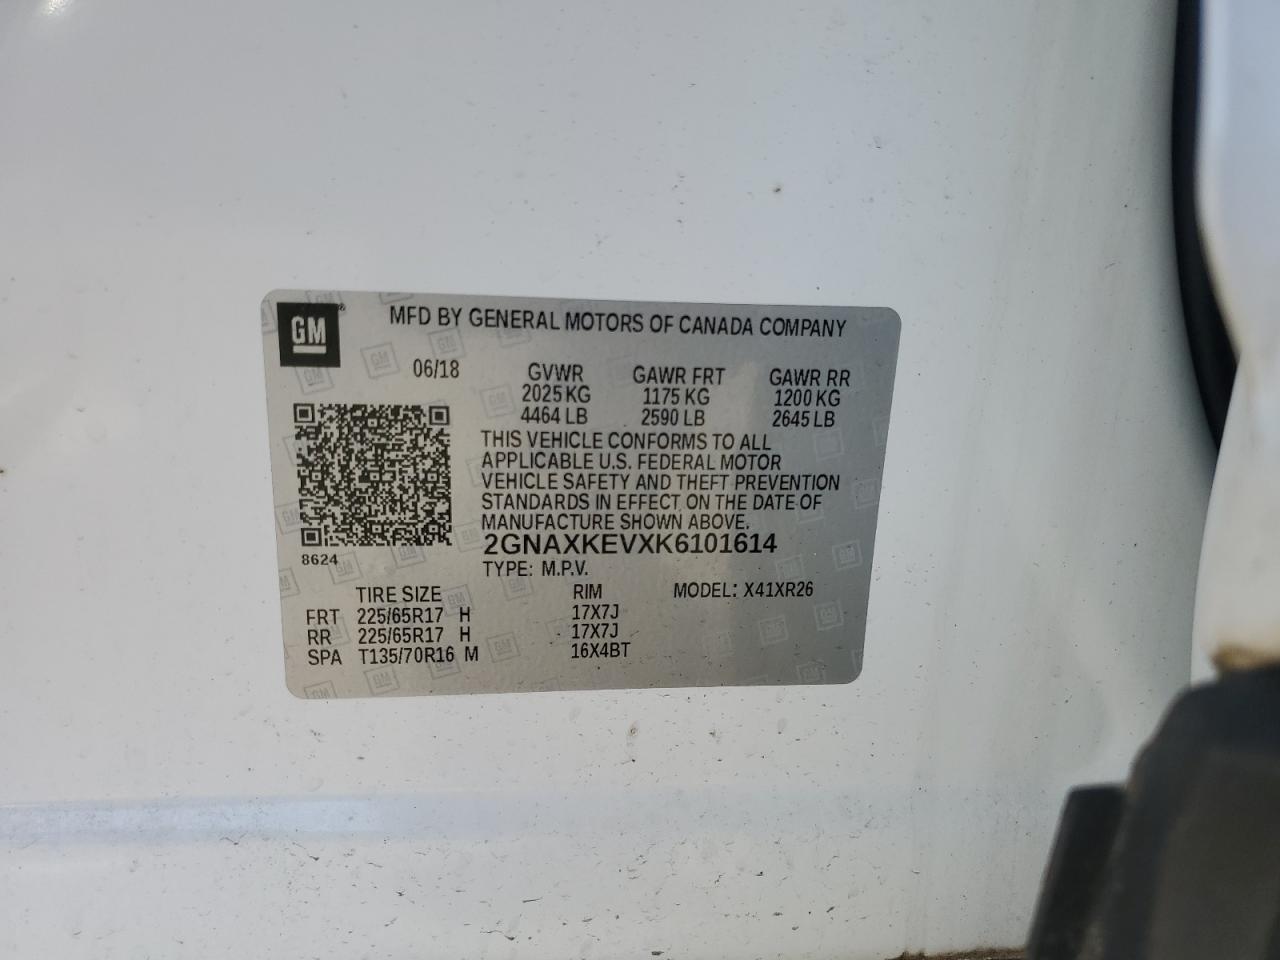 GM®
MFD BY GENERAL MOTORS OF CANADA COMPANY
06/18 GVWR GAWR FRT GAWR RR
2025 KG 1175 KG 1200 KG
4464 LB 2590 LB 2645 LB
THIS VEHICLE CONFORMS TO ALL
APPLICABLE U.S. FEDERAL MOTOR
VEHICLE SAFETY AND THEFT PREVENTION
STANDARDS IN EFFECT ON THE DATE OF
MANUFACTURE SHOWN ABOVE.
2GNAXKEVXK6101614
8624
TYPE: M.P.V.
TIRE SIZE RIM MODEL: X41XR26
FRT 225/65R17 H 17X7J
RR 225/65R17 H 17X7J
SPA T135/70R16 M 16X4BT